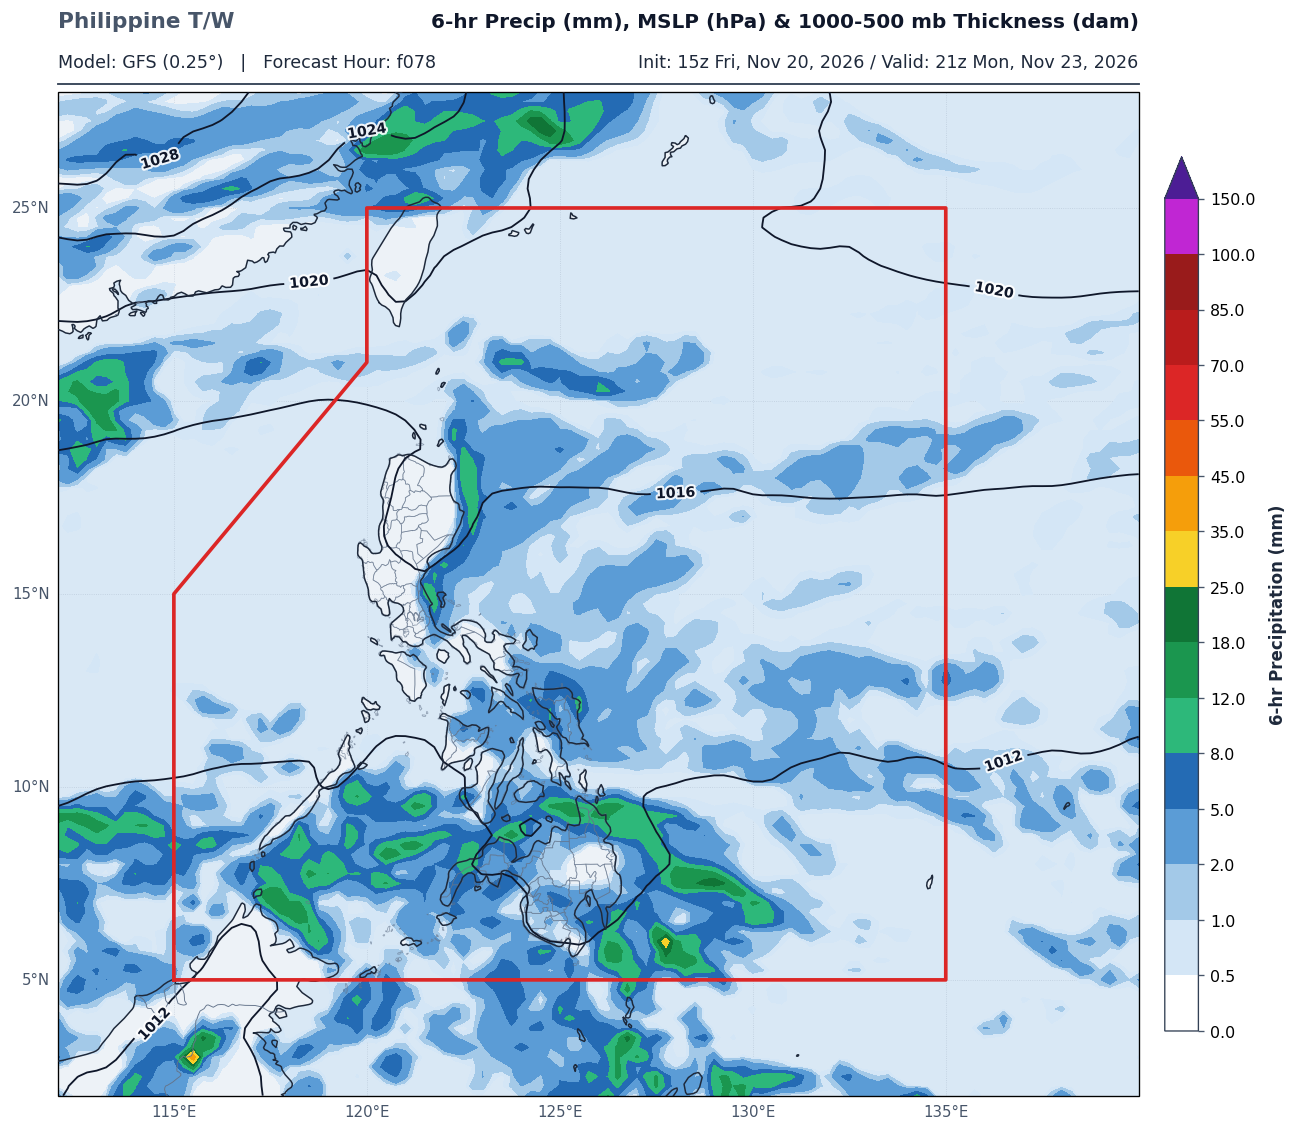 Philippine T/W
6-hr Precip (mm), MSLP (hPa) & 1000-500 mb Thickness (dam)
Model: GFS (0.25°)   |   Forecast Hour: f078
Init: 15z Fri, Nov 20, 2026 / Valid: 21z Mon, Nov 23, 2026
1024
1028
1020
1020
1016
1012
1012
25°N
20°N
15°N
10°N
5°N
115°E
120°E
125°E
130°E
135°E
150.0
100.0
85.0
70.0
55.0
45.0
35.0
25.0
18.0
12.0
8.0
5.0
2.0
1.0
0.5
0.0
6-hr Precipitation (mm)